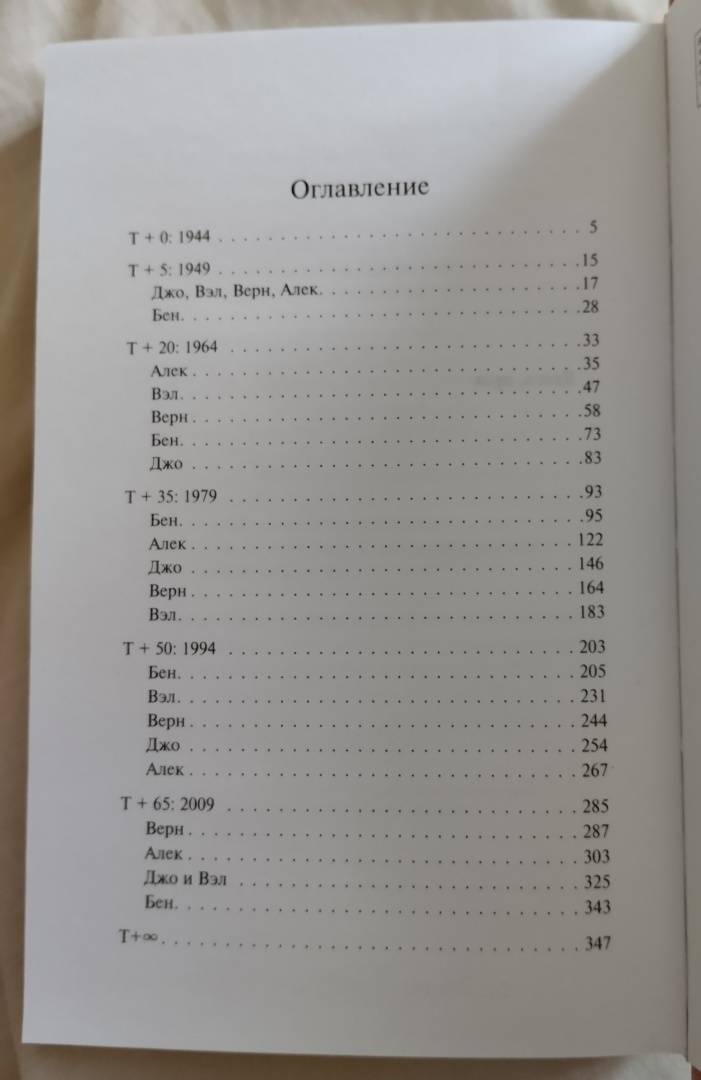 Оглавление
Т + 0: 1944 . . . . . . . . . . . . . . . . . . . . . . . 5
Т + 5: 1949 . . . . . . . . . . . . . . . . . . . . . . .15
Джо, Вэл, Верн, Алек. . . . . . . . . . . . . . . . .17
Бен. . . . . . . . . . . . . . . . . . . . . . . . .28
Т + 20: 1964 . . . . . . . . . . . . . . . . . . . . . .33
Алек . . . . . . . . . . . . . . . . . . . . . . . .35
Вэл. . . . . . . . . . . . . . . . . . . . . . . . .47
Верн . . . . . . . . . . . . . . . . . . . . . . . .58
Бен. . . . . . . . . . . . . . . . . . . . . . . . .73
Джо . . . . . . . . . . . . . . . . . . . . . . . .83
Т + 35: 1979 . . . . . . . . . . . . . . . . . . . . . .93
Бен. . . . . . . . . . . . . . . . . . . . . . . . .95
Алек . . . . . . . . . . . . . . . . . . . . . . . 122
Джо . . . . . . . . . . . . . . . . . . . . . . . 146
Верн . . . . . . . . . . . . . . . . . . . . . . . 164
Вэл. . . . . . . . . . . . . . . . . . . . . . . . 183
Т + 50: 1994 . . . . . . . . . . . . . . . . . . . . . 203
Бен. . . . . . . . . . . . . . . . . . . . . . . . 205
Вэл. . . . . . . . . . . . . . . . . . . . . . . . 231
Верн . . . . . . . . . . . . . . . . . . . . . . . 244
Джо . . . . . . . . . . . . . . . . . . . . . . . 254
Алек . . . . . . . . . . . . . . . . . . . . . . . 267
Т + 65: 2009 . . . . . . . . . . . . . . . . . . . . . 285
Верн . . . . . . . . . . . . . . . . . . . . . . . 287
Алек . . . . . . . . . . . . . . . . . . . . . . . 303
Джо и Вэл . . . . . . . . . . . . . . . . . . . . 325
Бен. . . . . . . . . . . . . . . . . . . . . . . . 343
Т+∞. . . . . . . . . . . . . . . . . . . . . . . . . 347